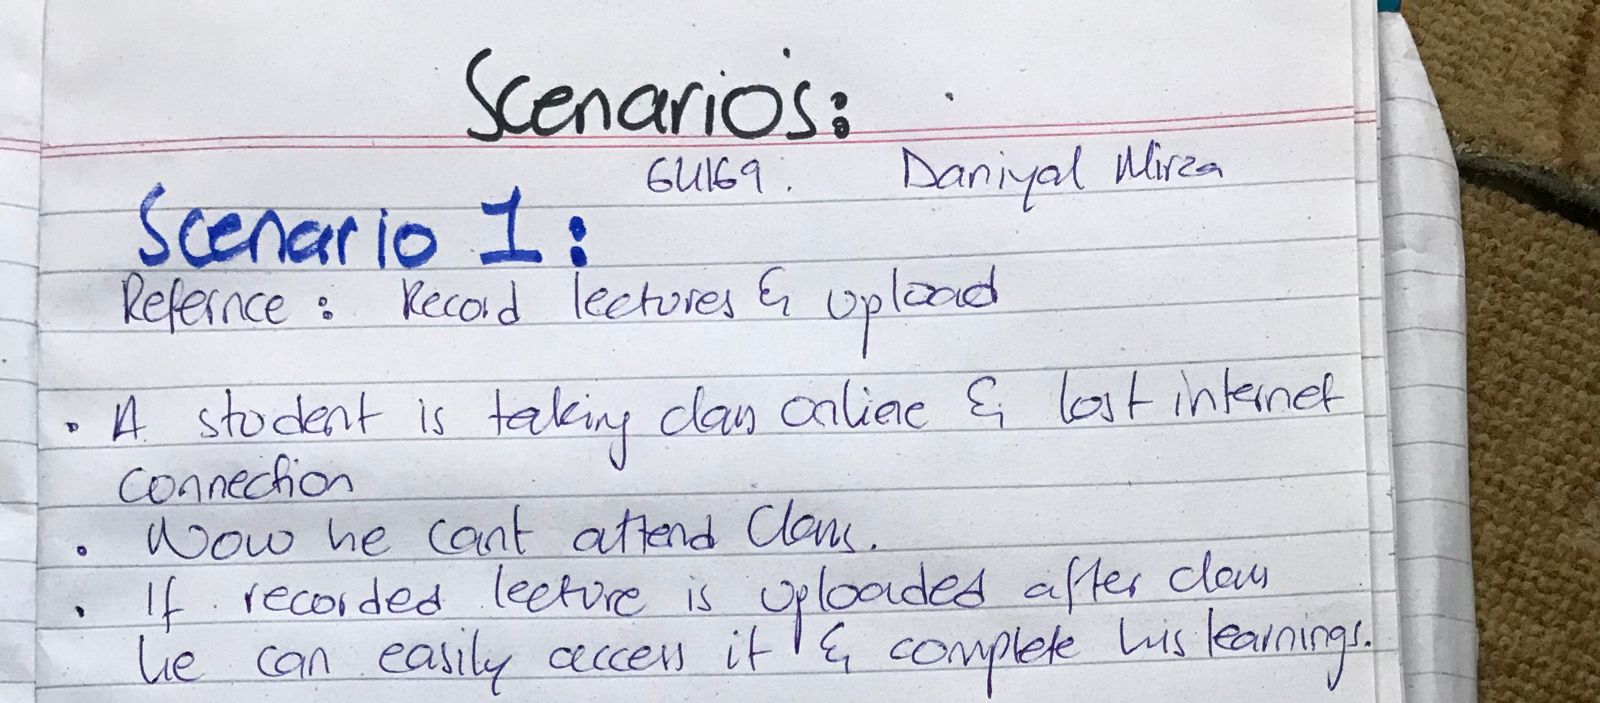 Scenarios:
64169. Daniyal Mirza
Scenario 1:
Refernce: Record lectures & upload
• A student is taking class online & lost internet
connection
• Now he cant attend Class.
• If recorded lecture is uploaded after class
he can easily access it & complete his learnings.